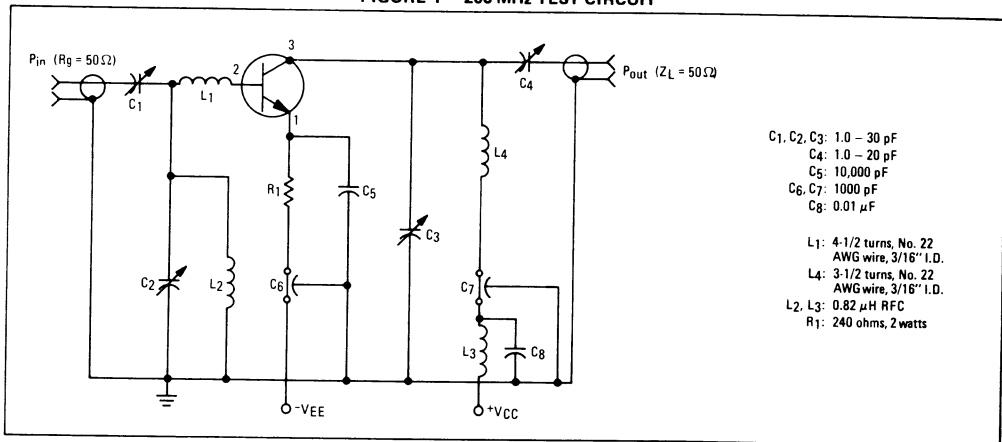 3
Pin (Rg = 50Ω)
2
C4
Pout (ZL = 50Ω)
C1
L1
1
C1, C2, C3: 1.0 – 30 pF
C4: 1.0 – 20 pF
C5: 10,000 pF
C6, C7: 1000 pF
C8: 0.01 μF
L4
R1
C5
C3
L1: 4-1/2 turns, No. 22
AWG wire, 3/16" I.D.
L4: 3-1/2 turns, No. 22
AWG wire, 3/16" I.D.
L2, L3: 0.82 μH RFC
R1: 240 ohms, 2 watts
C2
L2
C6
C7
L3
C8
-VEE
+VCC